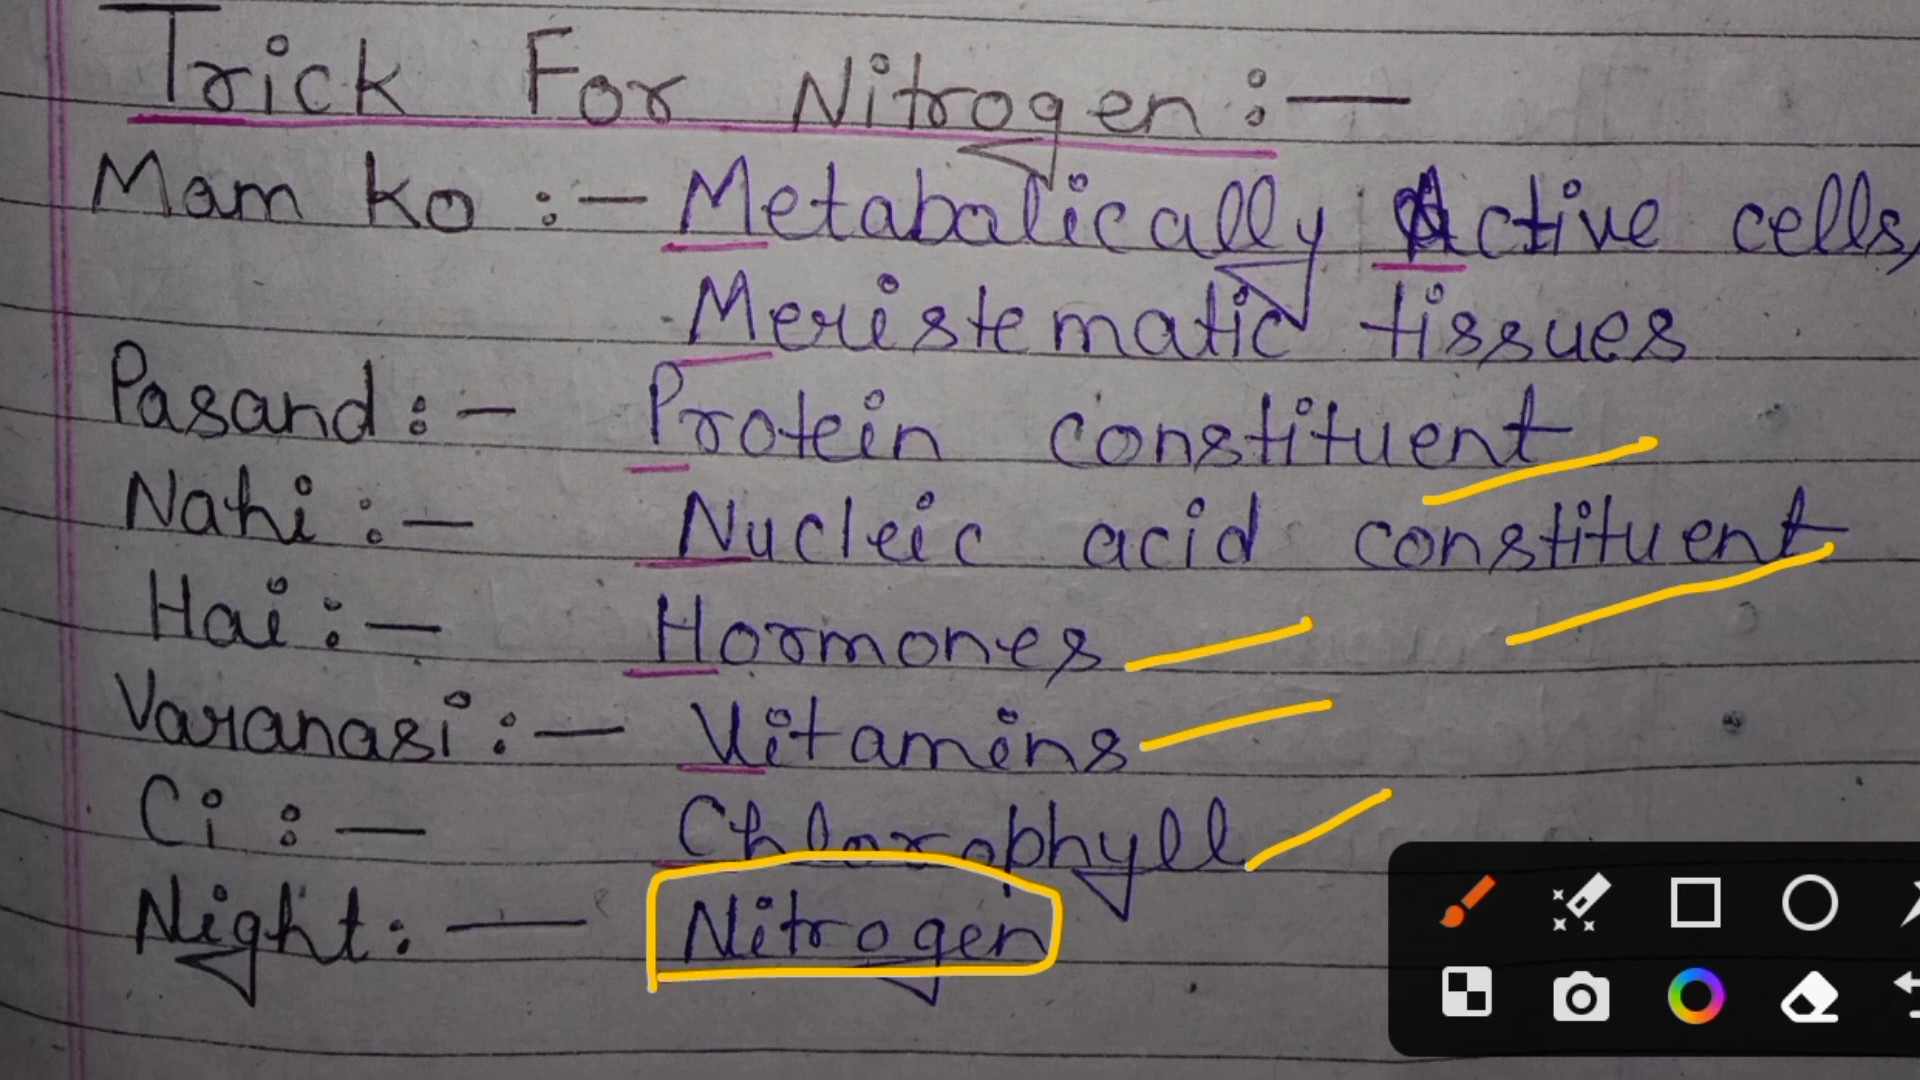 Trick For Nitrogen :—
Mam ko :— Metabolically Active cells,
Meristematic tissues
Pasand :— Protein constituent
Nahi :— Nucleic acid constituent
Hai :— Hormones
Varanasi :— Vitamins
Ci :— Chlorophyll
Night :— Nitrogen